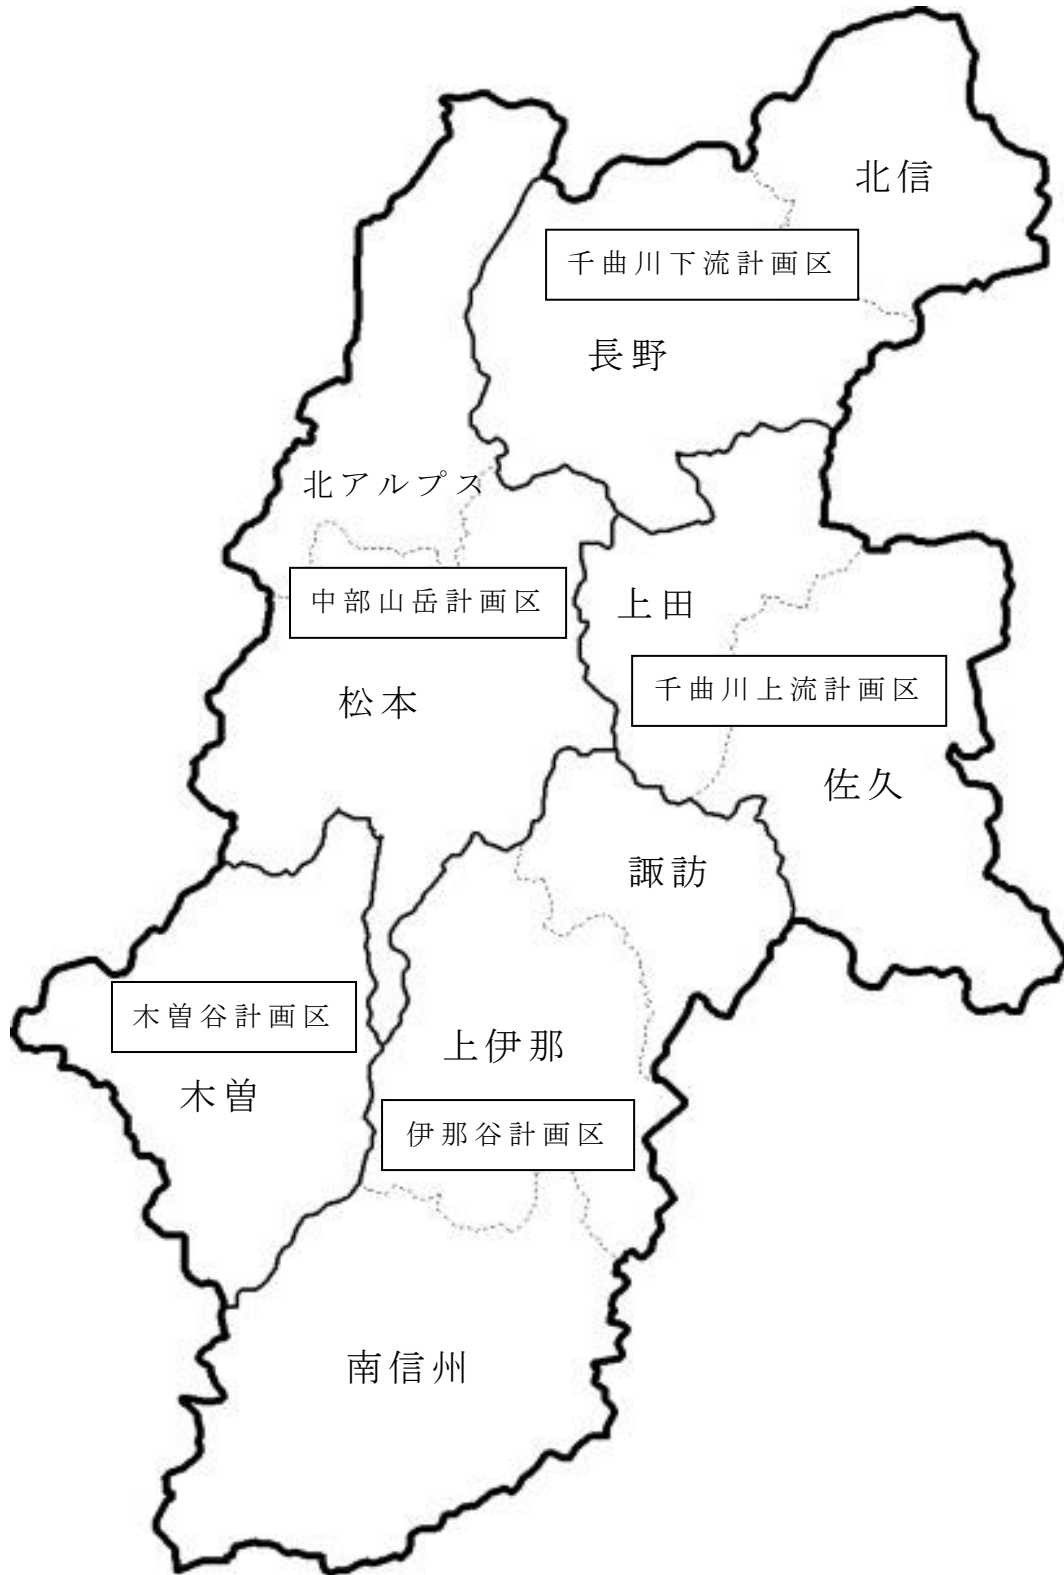 北信
千曲川下流計画区
長野
北アルプス
中部山岳計画区
上田
千曲川上流計画区
松本
佐久
諏訪
木曽谷計画区
上伊那
木曽
伊那谷計画区
南信州